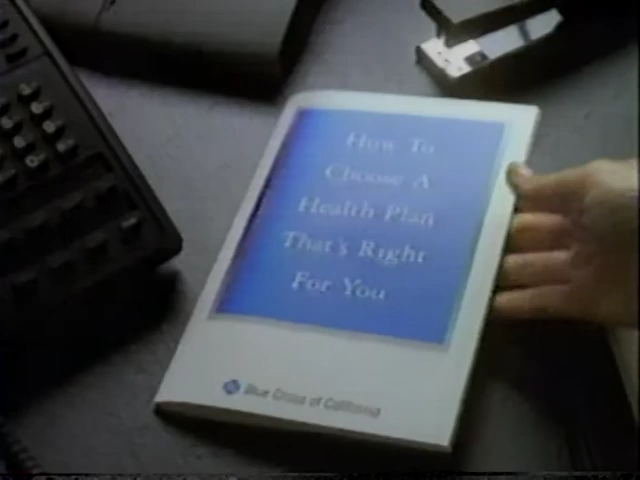 How To
Choose A
Health Plan
That's Right
For You
Blue Cross of California